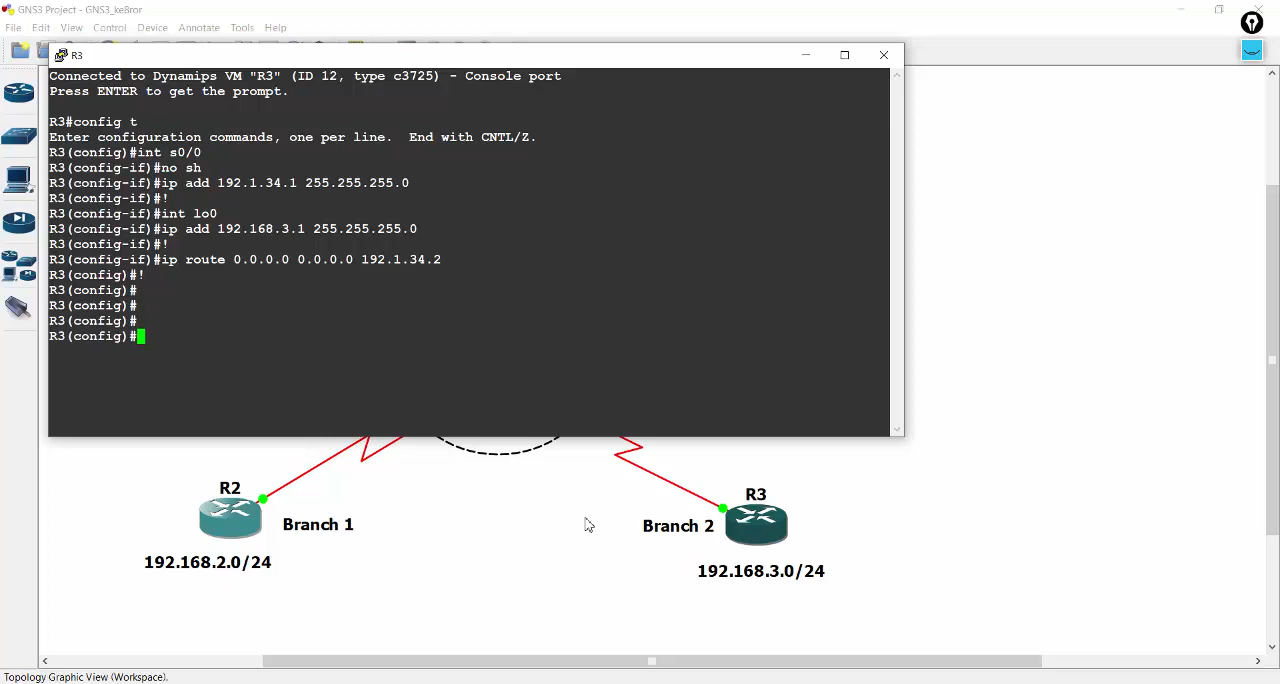 GNS3 Project - GNS3_ke8ror
File Edit View Control Device Annotate Tools Help
R3
Connected to Dynamips VM "R3" (ID 12, type c3725) - Console port
Press ENTER to get the prompt.
R3#config t
Enter configuration commands, one per line.  End with CNTL/Z.
R3(config)#int s0/0
R3(config-if)#no sh
R3(config-if)#ip add 192.1.34.1 255.255.255.0
R3(config-if)#!
R3(config-if)#int lo0
R3(config-if)#ip add 192.168.3.1 255.255.255.0
R3(config-if)#!
R3(config-if)#ip route 0.0.0.0 0.0.0.0 192.1.34.2
R3(config)#!
R3(config)#
R3(config)#
R3(config)#
R3(config)#
R2
Branch 1
192.168.2.0/24
R3
Branch 2
192.168.3.0/24
Topology Graphic View (Workspace).